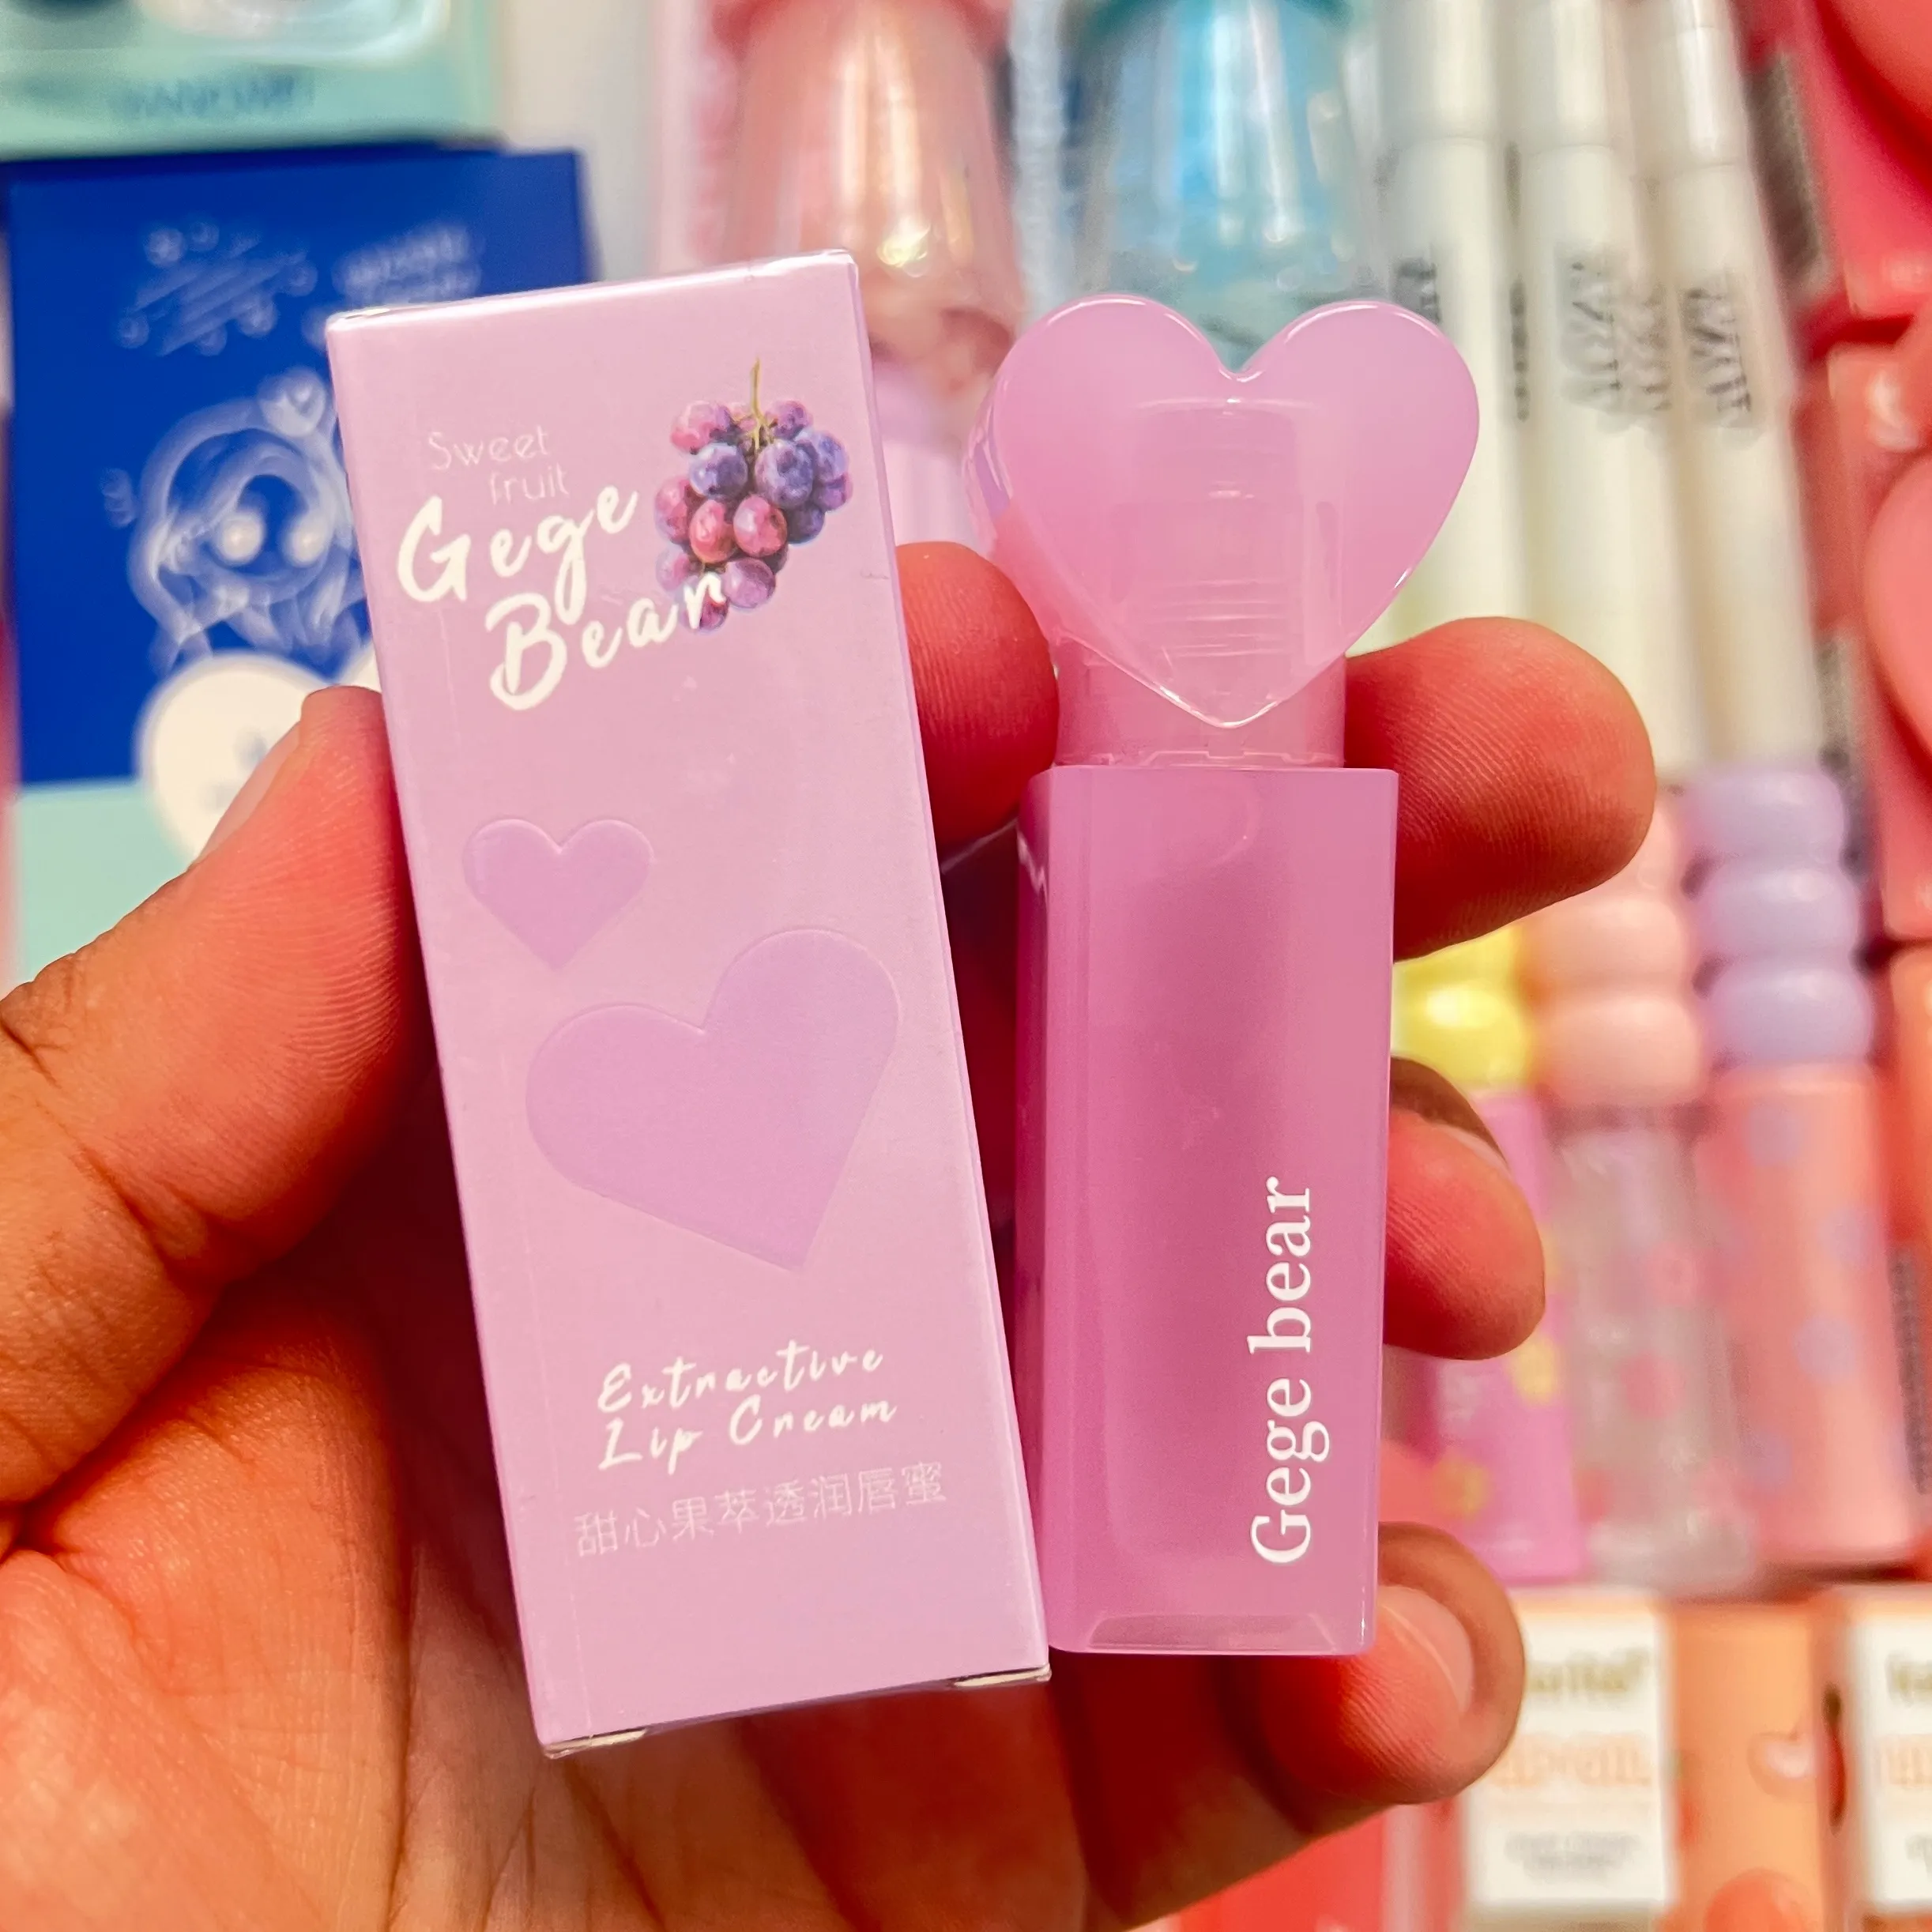 Sweet
fruit
Gege
Bear
Extractive
Lip Cream
甜心果萃透润唇蜜
Gege bear